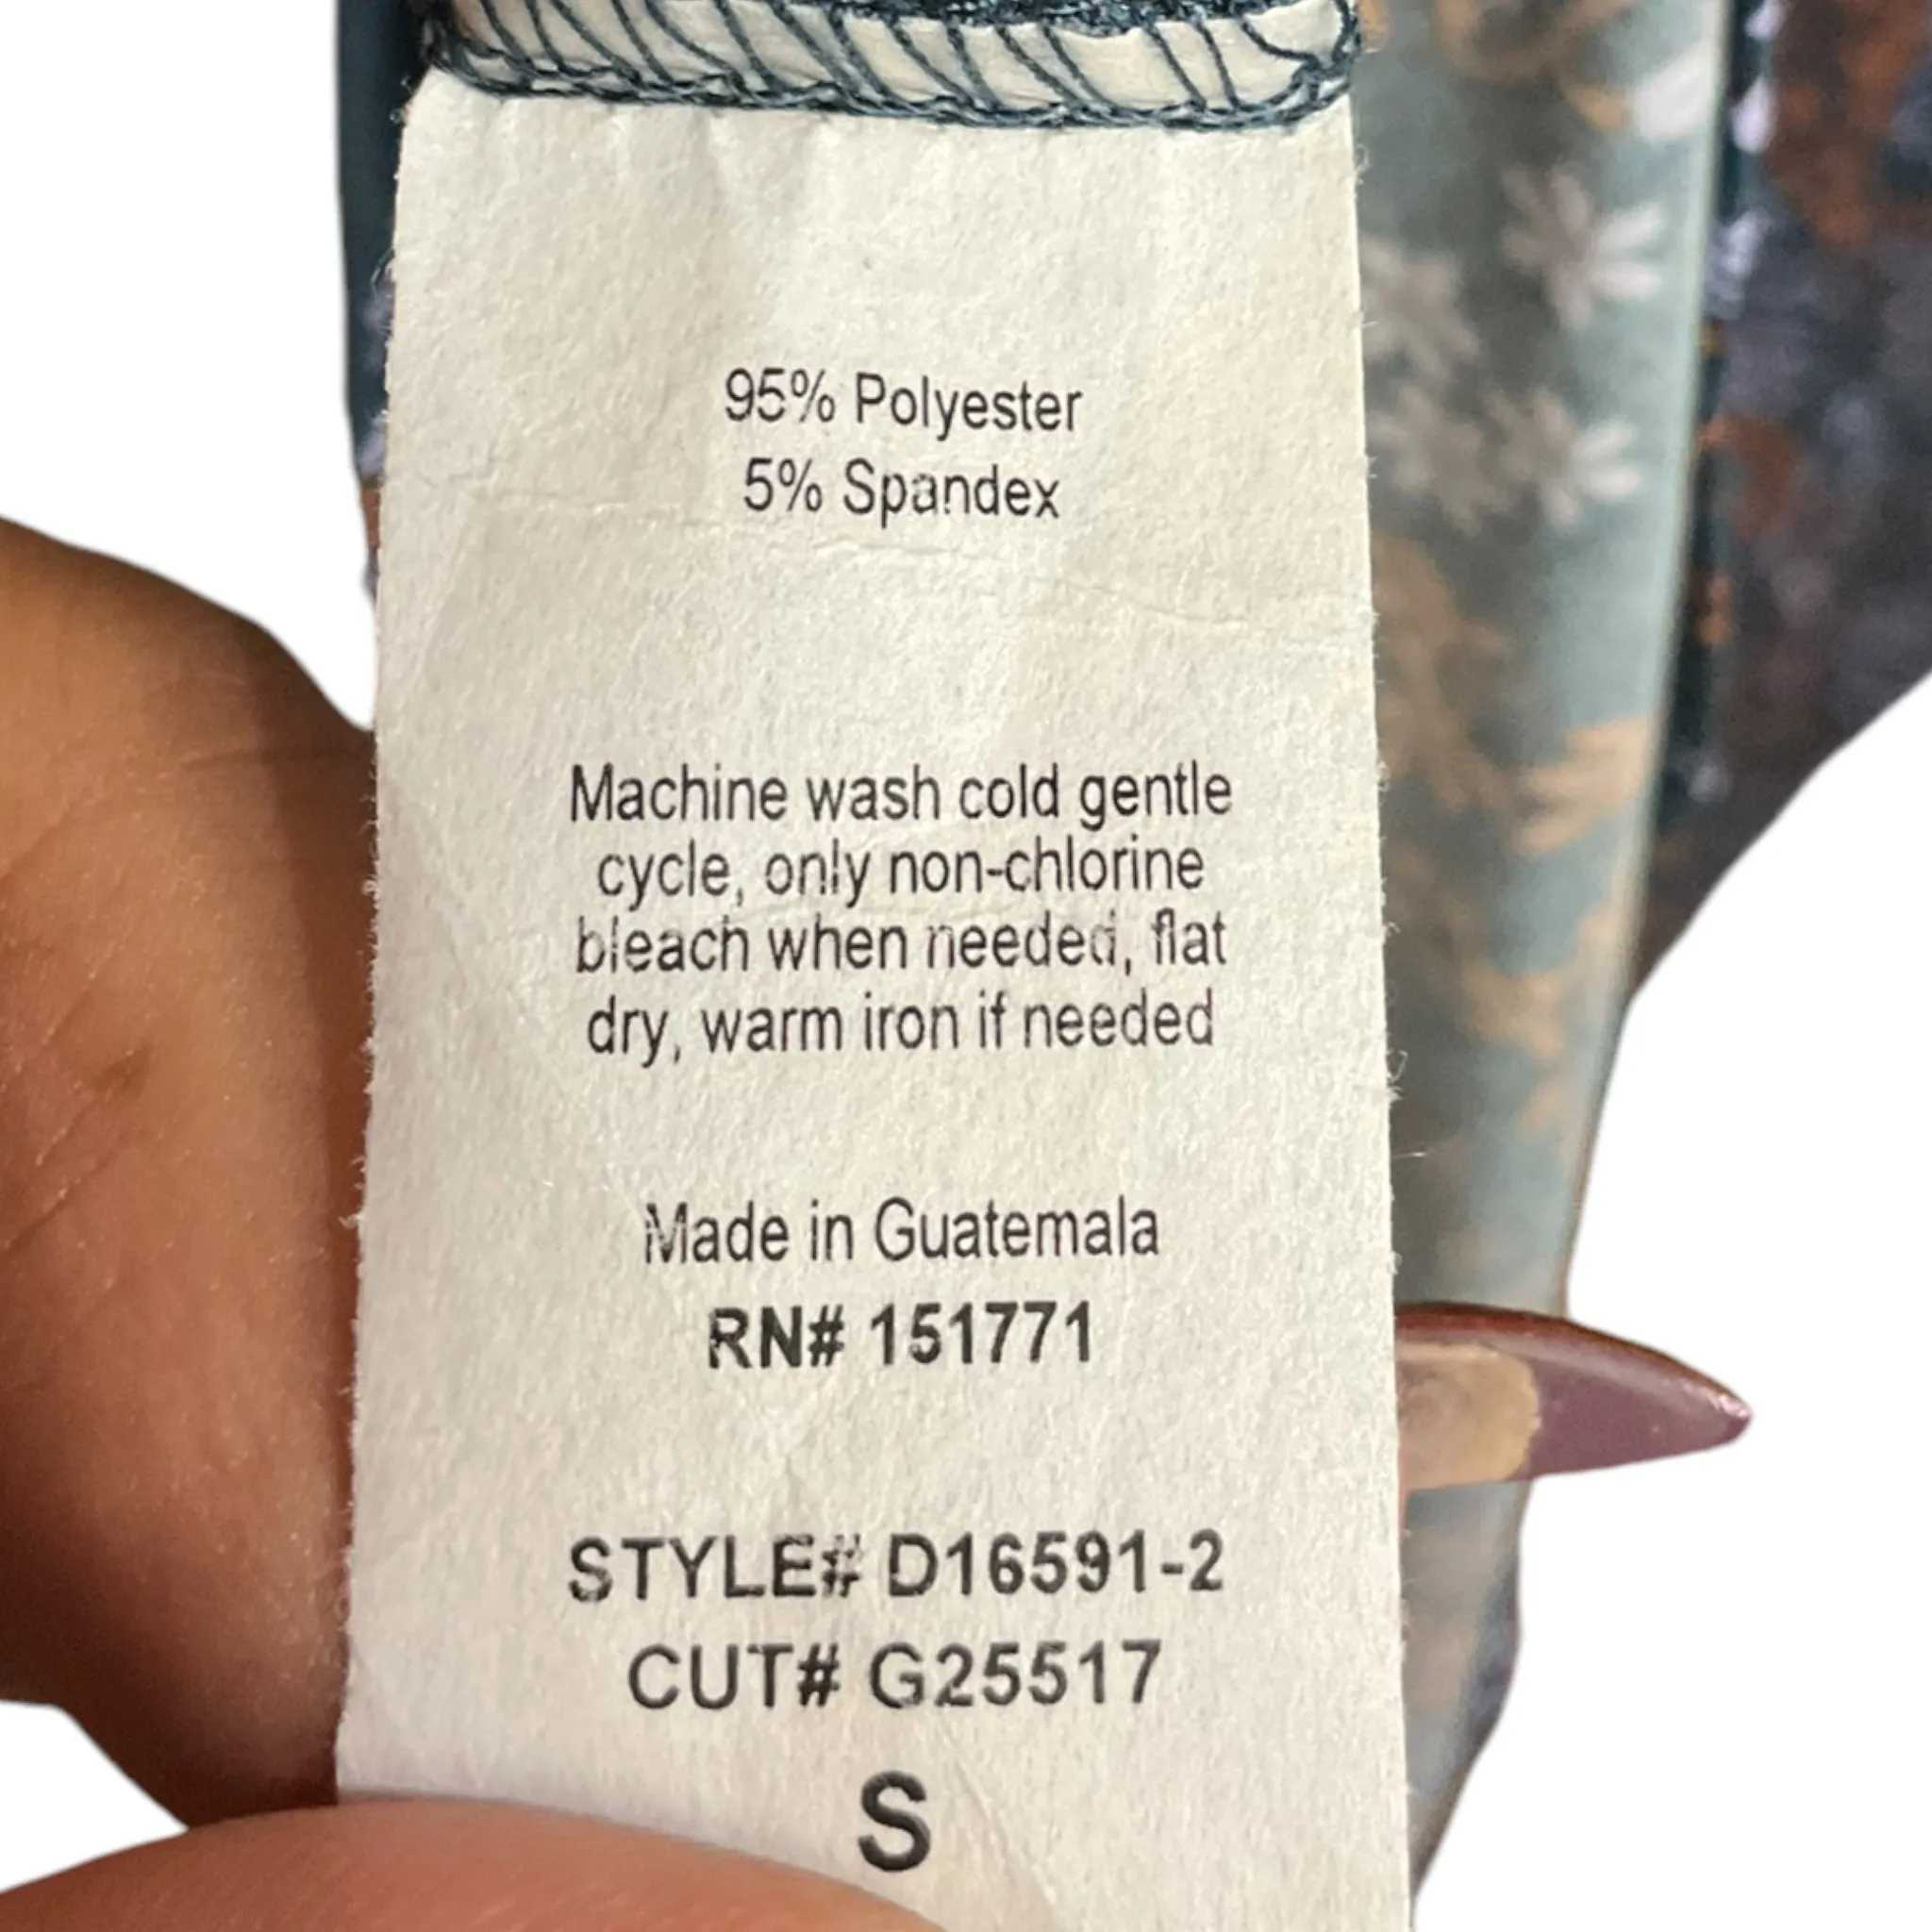 95% Polyester
5% Spandex
Machine wash cold gentle
cycle, only non-chlorine
bleach when needed, flat
dry, warm iron if needed
Made in Guatemala
RN# 151771
STYLE# D16591-2
CUT# G25517
S